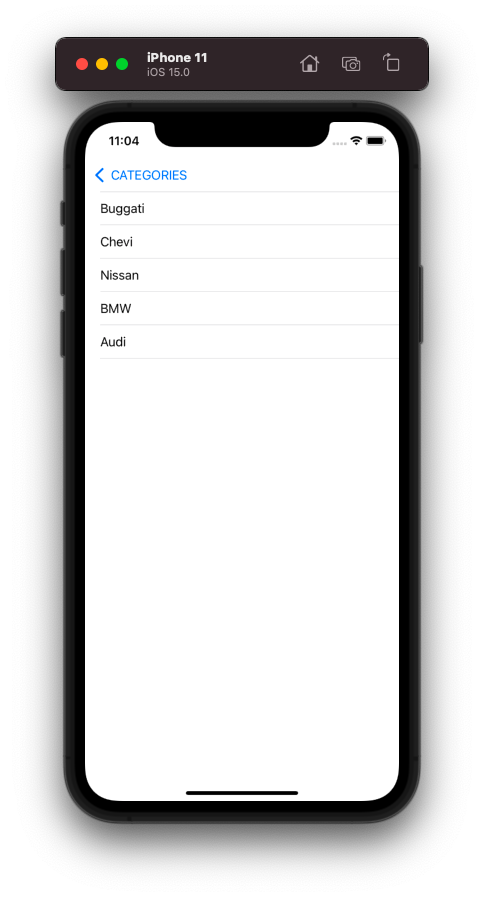 iPhone 11
iOS 15.0
11:04
CATEGORIES
Buggati
Chevi
Nissan
BMW
Audi